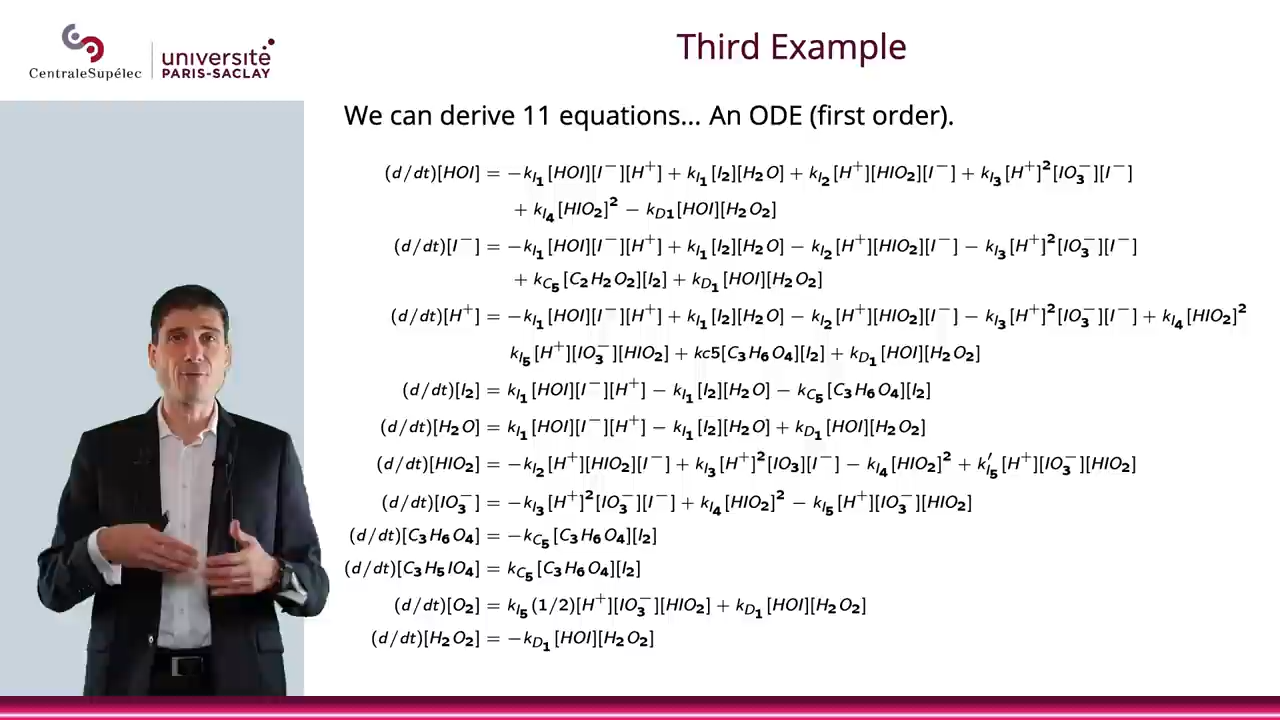 CentraleSupélec
université
PARIS-SACLAY
Third Example
We can derive 11 equations... An ODE (first order).
(d/dt)[HOI] = −k_{I_1}[HOI][I^−][H^+] + k_{I_1}[I_2][H_2O] + k_{I_2}[H^+][HIO_2][I^−] + k_{I_3}[H^+]^2[IO_3^−][I^−]
+ k_{I_4}[HIO_2]^2 − k_{D1}[HOI][H_2O_2]
(d/dt)[I^−] = −k_{I_1}[HOI][I^−][H^+] + k_{I_1}[I_2][H_2O] − k_{I_2}[H^+][HIO_2][I^−] − k_{I_3}[H^+]^2[IO_3^−][I^−]
+ k_{C_5}[C_2H_2O_2][I_2] + k_{D_1}[HOI][H_2O_2]
(d/dt)[H^+] = −k_{I_1}[HOI][I^−][H^+] + k_{I_1}[I_2][H_2O] − k_{I_2}[H^+][HIO_2][I^−] − k_{I_3}[H^+]^2[IO_3^−][I^−] + k_{I_4}[HIO_2]^2
k_{I_5}[H^+][IO_3^−][HIO_2] + kc5[C_3H_6O_4][I_2] + k_{D_1}[HOI][H_2O_2]
(d/dt)[I_2] = k_{I_1}[HOI][I^−][H^+] − k_{I_1}[I_2][H_2O] − k_{C_5}[C_3H_6O_4][I_2]
(d/dt)[H_2O] = k_{I_1}[HOI][I^−][H^+] − k_{I_1}[I_2][H_2O] + k_{D_1}[HOI][H_2O_2]
(d/dt)[HIO_2] = −k_{I_2}[H^+][HIO_2][I^−] + k_{I_3}[H^+]^2[IO_3][I^−] − k_{I_4}[HIO_2]^2 + k′_{I_5}[H^+][IO_3^−][HIO_2]
(d/dt)[IO_3^−] = −k_{I_3}[H^+]^2[IO_3^−][I^−] + k_{I_4}[HIO_2]^2 − k_{I_5}[H^+][IO_3^−][HIO_2]
(d/dt)[C_3H_6O_4] = −k_{C_5}[C_3H_6O_4][I_2]
(d/dt)[C_3H_5IO_4] = k_{C_5}[C_3H_6O_4][I_2]
(d/dt)[O_2] = k_{I_5}(1/2)[H^+][IO_3^−][HIO_2] + k_{D_1}[HOI][H_2O_2]
(d/dt)[H_2O_2] = −k_{D_1}[HOI][H_2O_2]